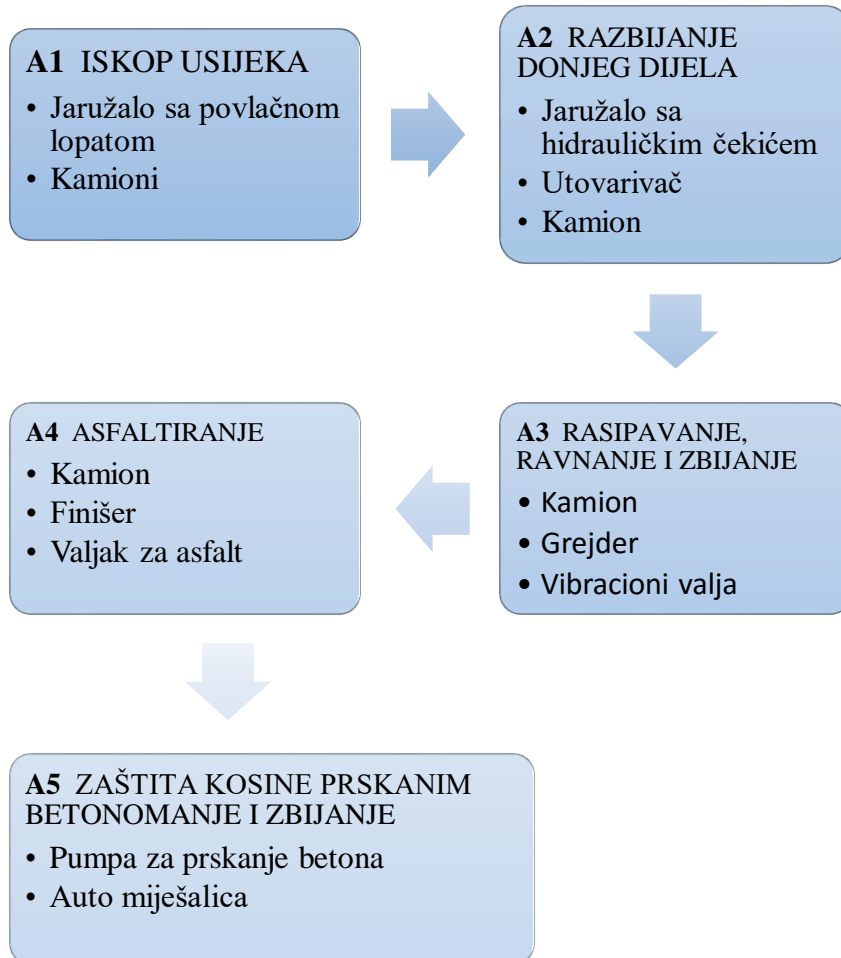 A1 ISKOP USIJEKA
• Jaružalo sa povlačnom
lopatom
• Kamioni
A2 RAZBIJANJE
DONJEG DIJELA
• Jaružalo sa
hidrauličkim čekićem
• Utovarivač
• Kamion
A3 RASIPAVANJE,
RAVNANJE I ZBIJANJE
• Kamion
• Grejder
• Vibracioni valja
A4 ASFALTIRANJE
• Kamion
• Finišer
• Valjak za asfalt
A5 ZAŠTITA KOSINE PRSKANIM
BETONOMANJE I ZBIJANJE
• Pumpa za prskanje betona
• Auto miješalica